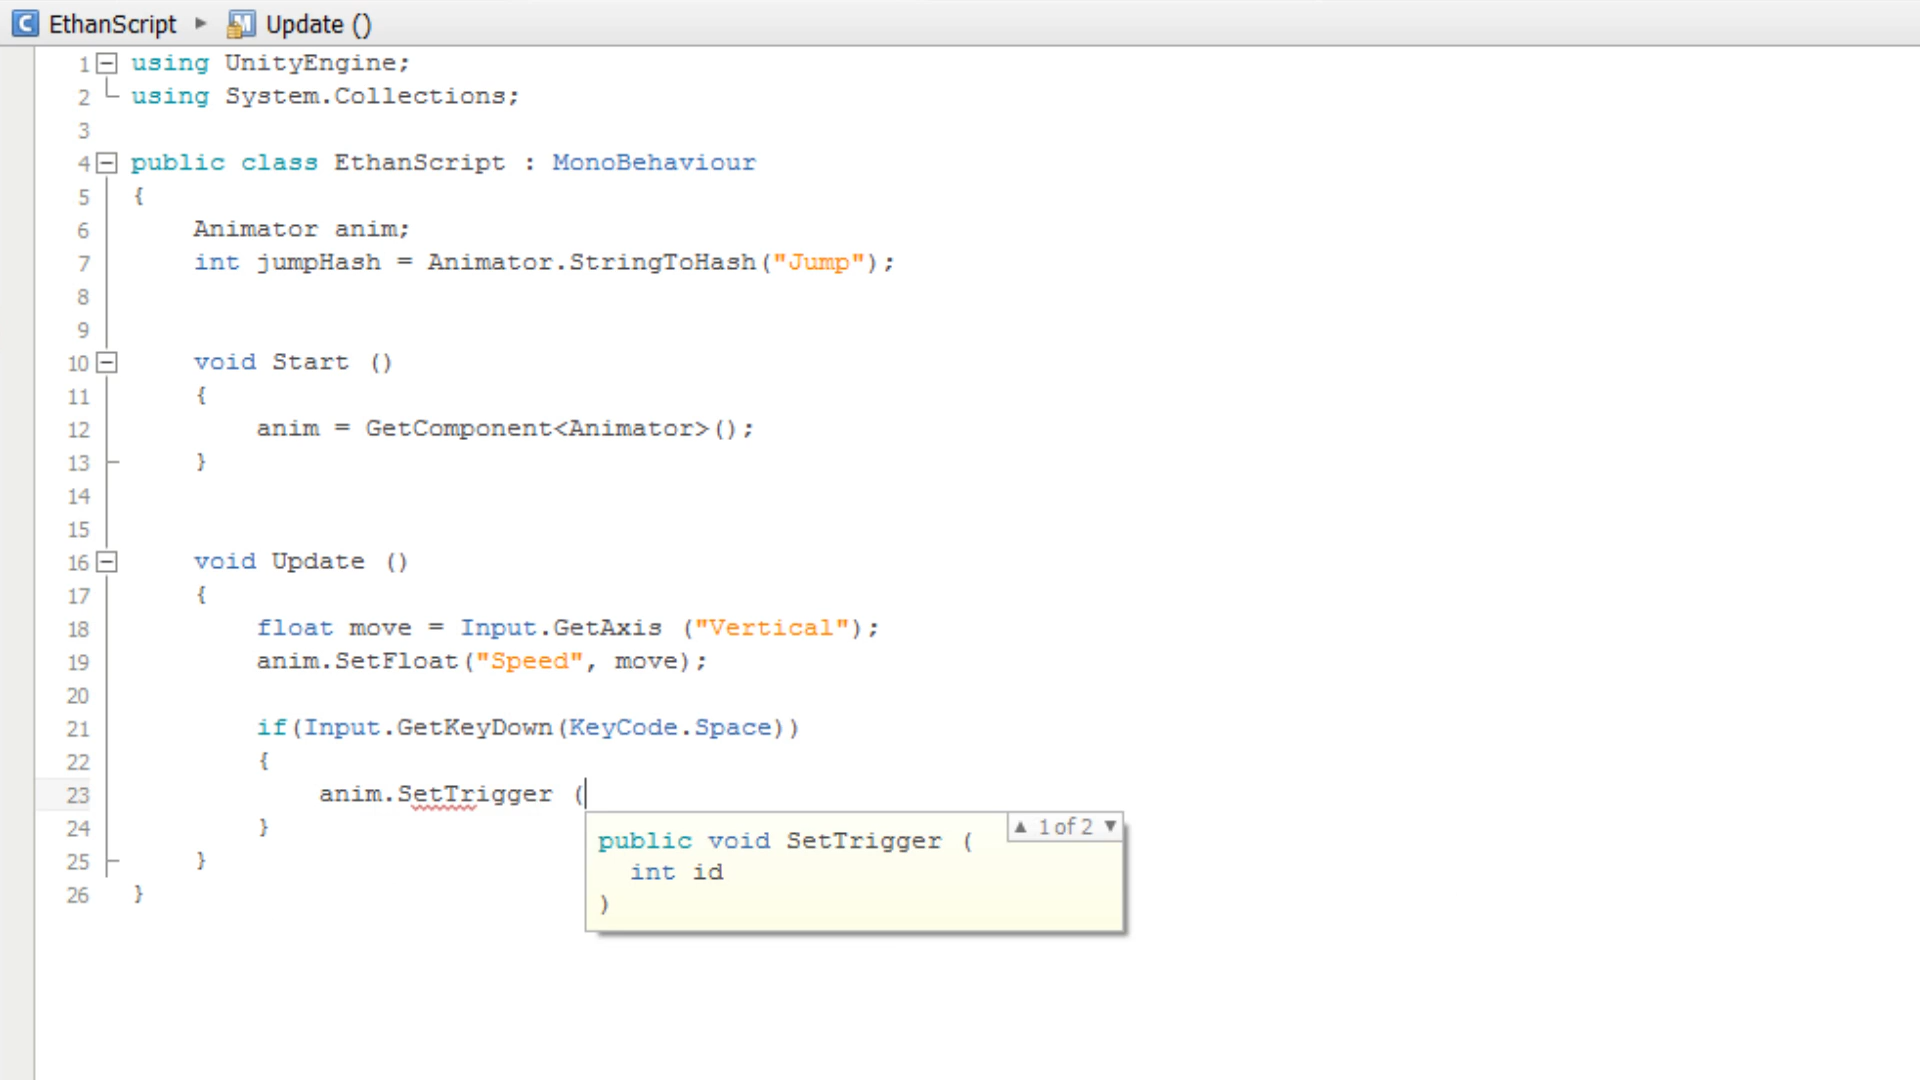 EthanScript ▸ Update ()
1 using UnityEngine;
2 using System.Collections;
3
4 public class EthanScript : MonoBehaviour
5 {
6 Animator anim;
7 int jumpHash = Animator.StringToHash("Jump");
8
9
10 void Start ()
11 {
12 anim = GetComponent<Animator>();
13 }
14
15
16 void Update ()
17 {
18 float move = Input.GetAxis ("Vertical");
19 anim.SetFloat("Speed", move);
20
21 if(Input.GetKeyDown(KeyCode.Space))
22 {
23 anim.SetTrigger (
24 }
25 }
26 }
▲ 1 of 2 ▼
public void SetTrigger (
int id
)